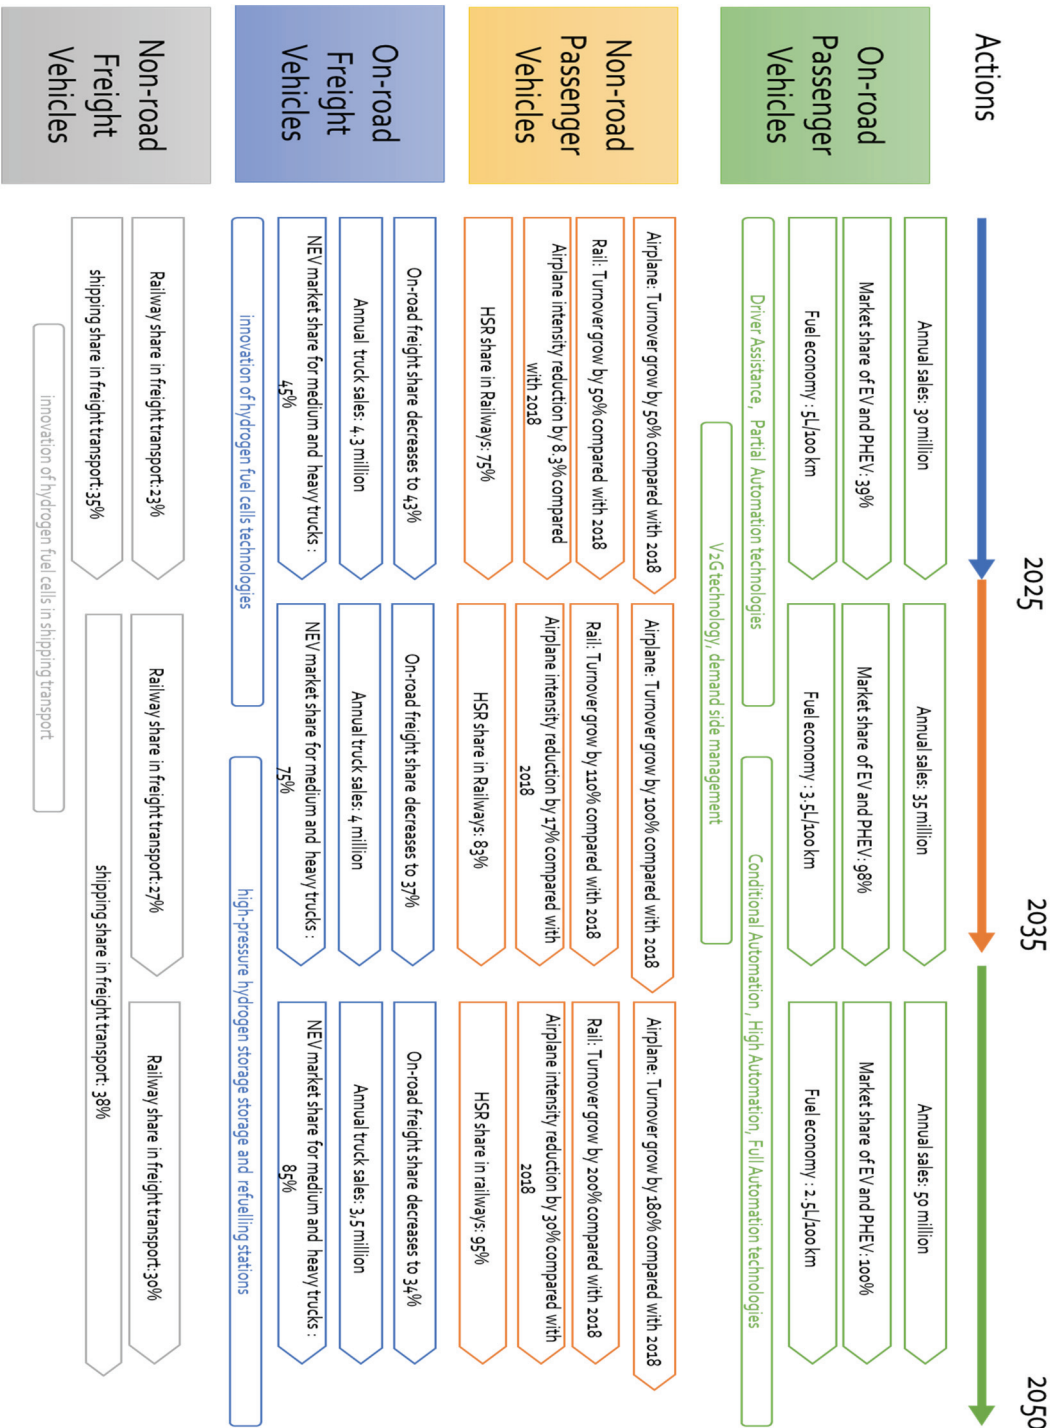 Actions
2025
2035
2050
On-road
Passenger
Vehicles
Annual sales: 30 million
Annual sales: 35 million
Annual sales: 50 million
Market share of EV and PHEV: 39%
Market share of EV and PHEV: 98%
Market share of EV and PHEV: 100%
Fuel economy : 5L/100 km
Fuel economy : 3.5L/100 km
Fuel economy : 2.5L/100 km
Driver Assistance, Partial Automation technologies
Conditional Automation , High Automation, Full Automation technologies
V2G technology, demand side management
Non-road
Passenger
Vehicles
Airplane: Turnover grow by 50% compared with 2018
Airplane: Turnover grow by 100% compared with 2018
Airplane: Turnover grow by 180% compared with 2018
Rail: Turnover grow by 50% compared with 2018
Rail: Turnover grow by 110% compared with 2018
Rail: Turnover grow by 200% compared with 2018
Airplane intensity reduction by 8.3% compared
with 2018
Airplane intensity reduction by 17% compared with
2018
Airplane intensity reduction by 30% compared with
2018
HSR share in Railways: 75%
HSR share in Railways: 83%
HSR share in railways: 95%
On-road
Freight
Vehicles
On-road freight share decreases to 43%
On-road freight share decreases to 37%
On-road freight share decreases to 34%
Annual truck sales: 4.3 million
Annual truck sales: 4 million
Annual truck sales: 3,5 million
NEV market share for medium and heavy trucks :
45%
NEV market share for medium and heavy trucks :
75%
NEV market share for medium and heavy trucks :
85%
innovation of hydrogen fuel cells technologies
high-pressure hydrogen storage storage and refuelling stations
Non-road
Freight
Vehicles
Railway share in freight transport: 23%
Railway share in freight transport: 27%
Railway share in freight transport:30%
shipping share in freight transport:35%
shipping share in freight transport: 38%
innovation of hydrogen fuel cells in shipping transport